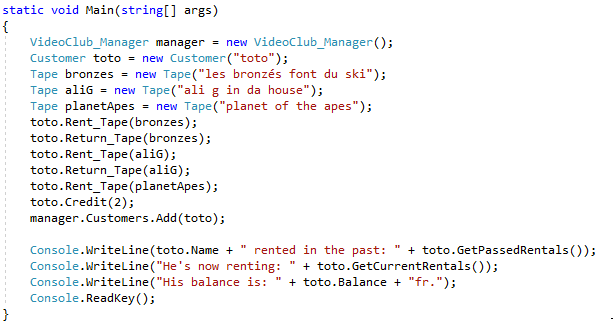 static void Main(string[] args)
{
VideoClub_Manager manager = new VideoClub_Manager();
Customer toto = new Customer("toto");
Tape bronzes = new Tape("les bronzés font du ski");
Tape aliG = new Tape("ali g in da house");
Tape planetApes = new Tape("planet of the apes");
toto.Rent_Tape(bronzes);
toto.Return_Tape(bronzes);
toto.Rent_Tape(aliG);
toto.Return_Tape(aliG);
toto.Rent_Tape(planetApes);
toto.Credit(2);
manager.Customers.Add(toto);
Console.WriteLine(toto.Name + " rented in the past: " + toto.GetPassedRentals());
Console.WriteLine("He's now renting: " + toto.GetCurrentRentals());
Console.WriteLine("His balance is: " + toto.Balance + "fr.");
Console.ReadKey();
}